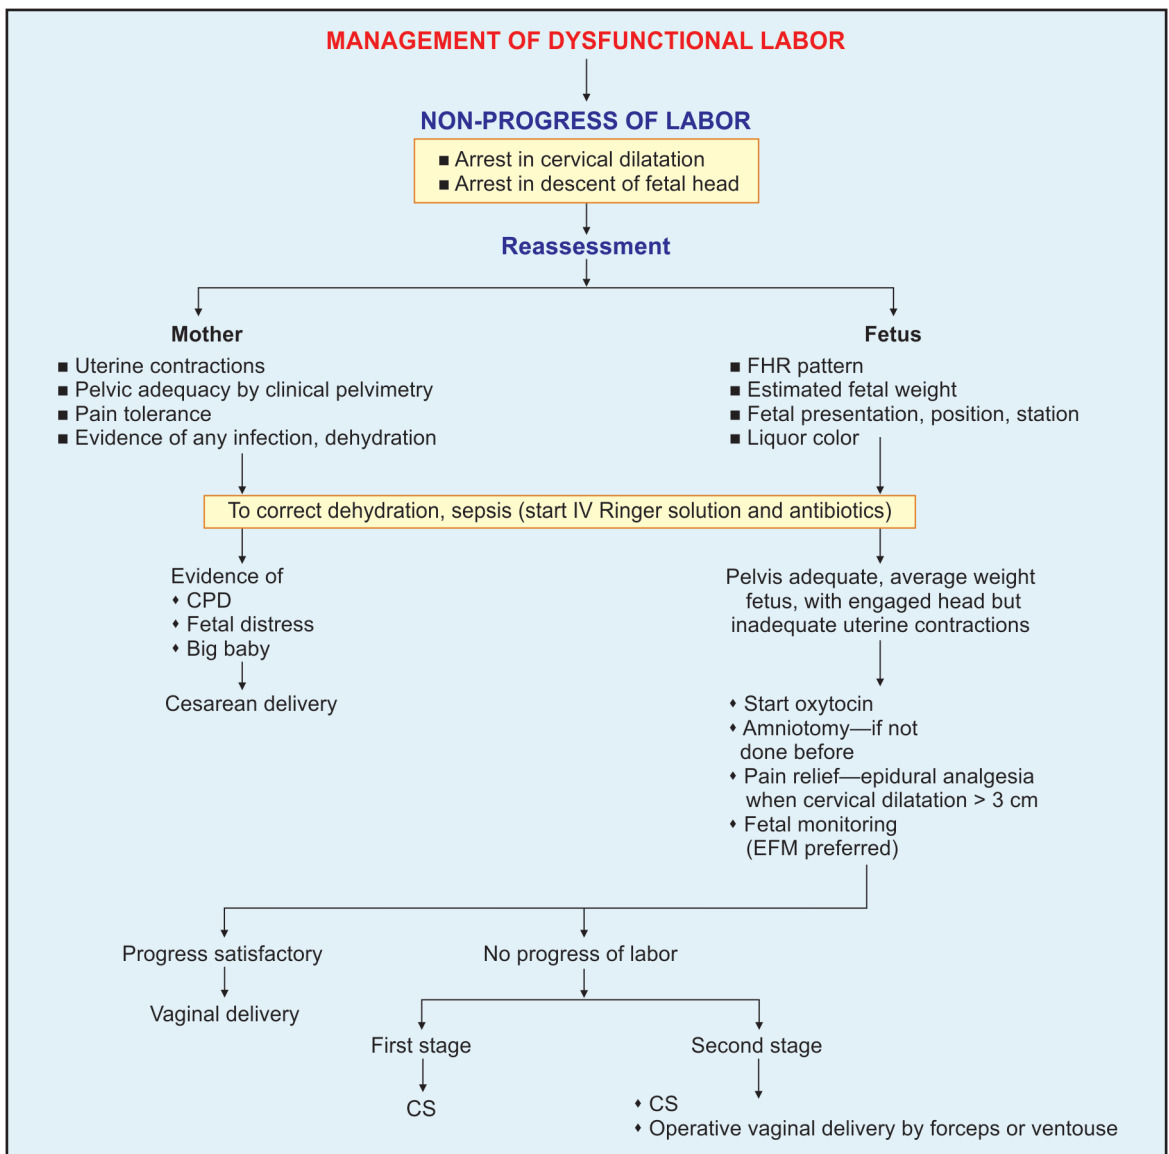 MANAGEMENT OF DYSFUNCTIONAL LABOR
NON-PROGRESS OF LABOR
■ Arrest in cervical dilatation
■ Arrest in descent of fetal head
Reassessment
Mother
■ Uterine contractions
■ Pelvic adequacy by clinical pelvimetry
■ Pain tolerance
■ Evidence of any infection, dehydration
Fetus
■ FHR pattern
■ Estimated fetal weight
■ Fetal presentation, position, station
■ Liquor color
To correct dehydration, sepsis (start IV Ringer solution and antibiotics)
Evidence of
♦ CPD
♦ Fetal distress
♦ Big baby
Cesarean delivery
Pelvis adequate, average weight
fetus, with engaged head but
inadequate uterine contractions
♦ Start oxytocin
♦ Amniotomy—if not
done before
♦ Pain relief—epidural analgesia
when cervical dilatation > 3 cm
♦ Fetal monitoring
(EFM preferred)
Progress satisfactory
Vaginal delivery
No progress of labor
First stage
CS
Second stage
♦ CS
♦ Operative vaginal delivery by forceps or ventouse